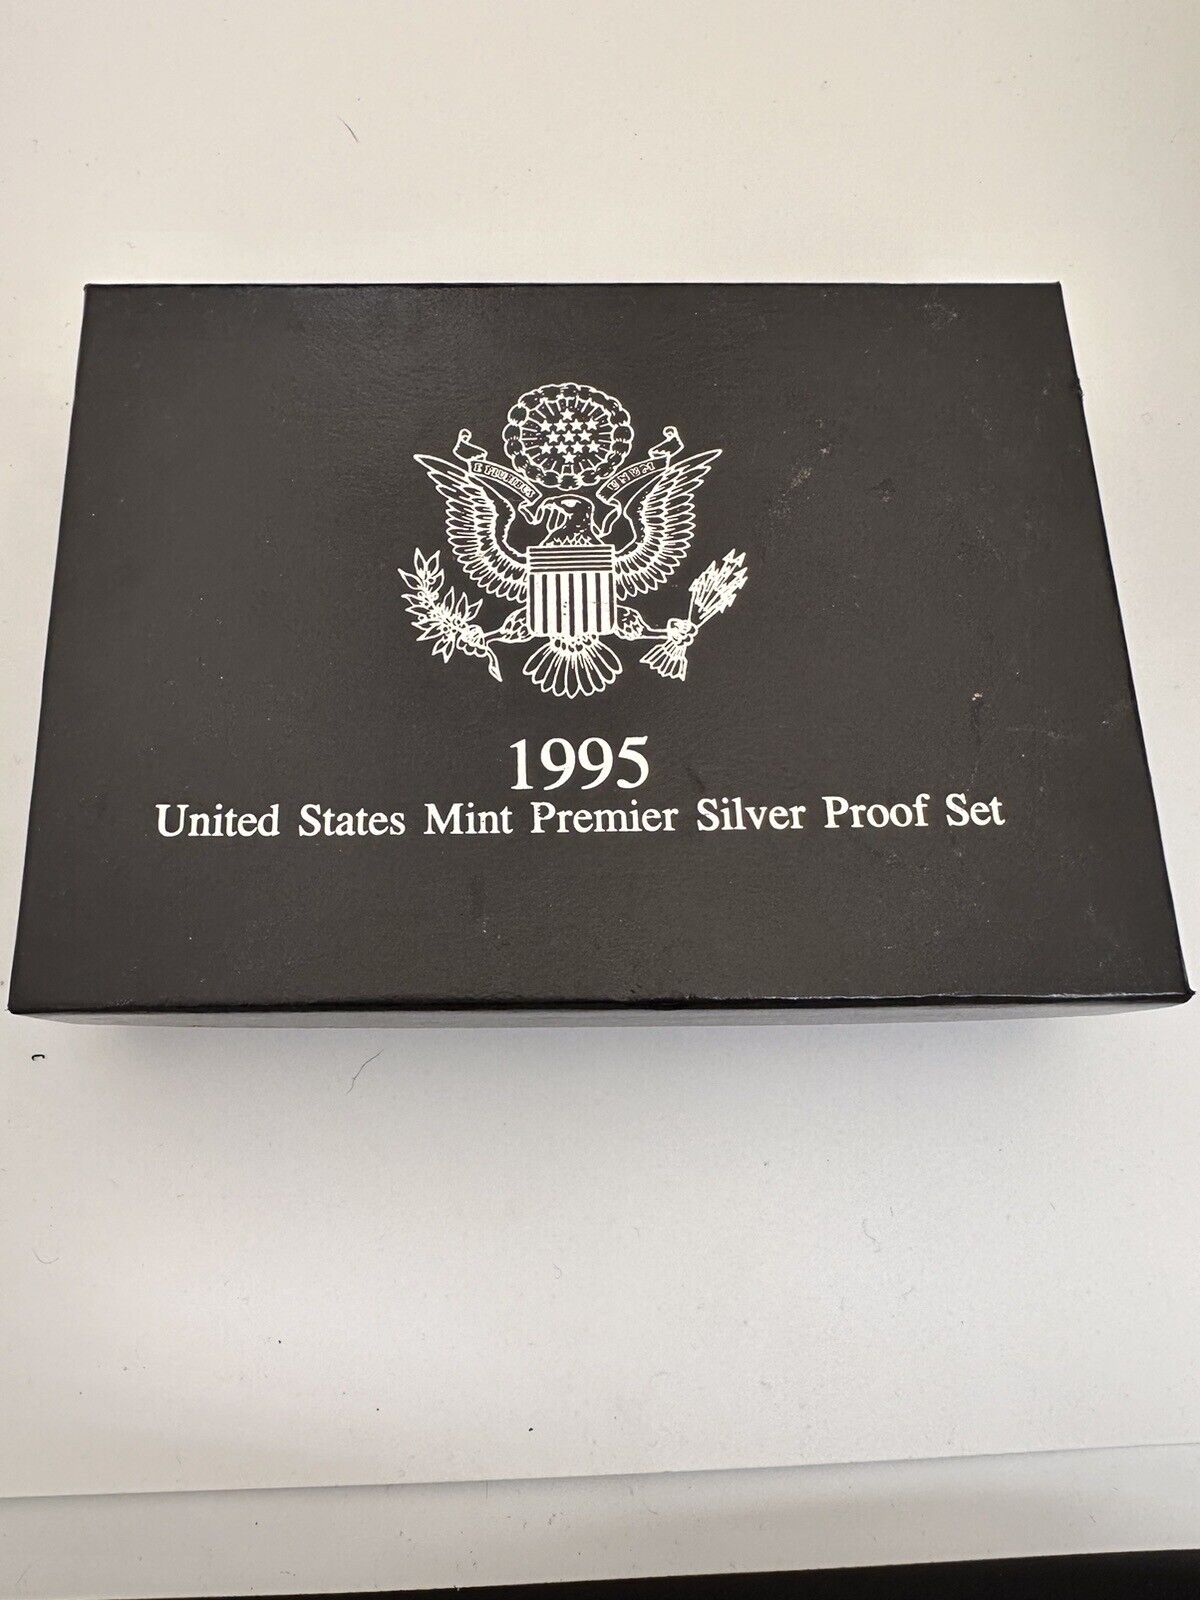 1995
United States Mint Premier Silver Proof Set